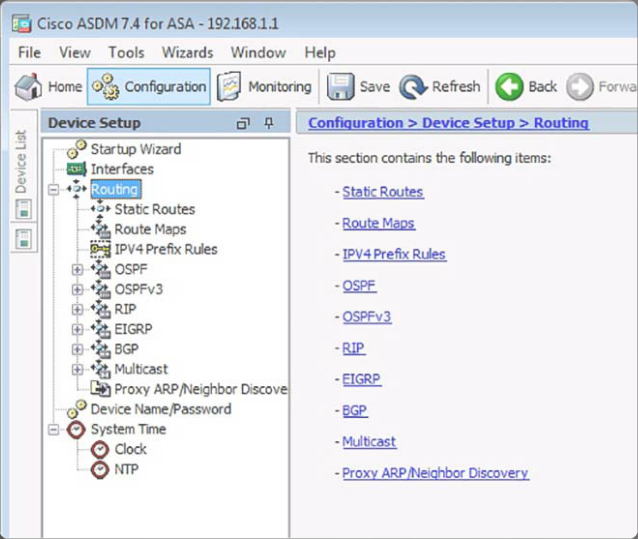 Cisco ASDM 7.4 for ASA - 192.168.1.1
File View Tools Wizards Window Help
Home Configuration Monitoring Save Refresh Back Forwa
Device List
Device Setup
Startup Wizard
Interfaces
Routing
Static Routes
Route Maps
IPV4 Prefix Rules
OSPF
OSPFv3
RIP
EIGRP
BGP
Multicast
Proxy ARP/Neighbor Discove
Device Name/Password
System Time
Clock
NTP
Configuration > Device Setup > Routing
This section contains the following items:
- Static Routes
- Route Maps
- IPV4 Prefix Rules
- OSPF
- OSPFv3
- RIP
- EIGRP
- BGP
- Multicast
- Proxy ARP/Neighbor Discovery